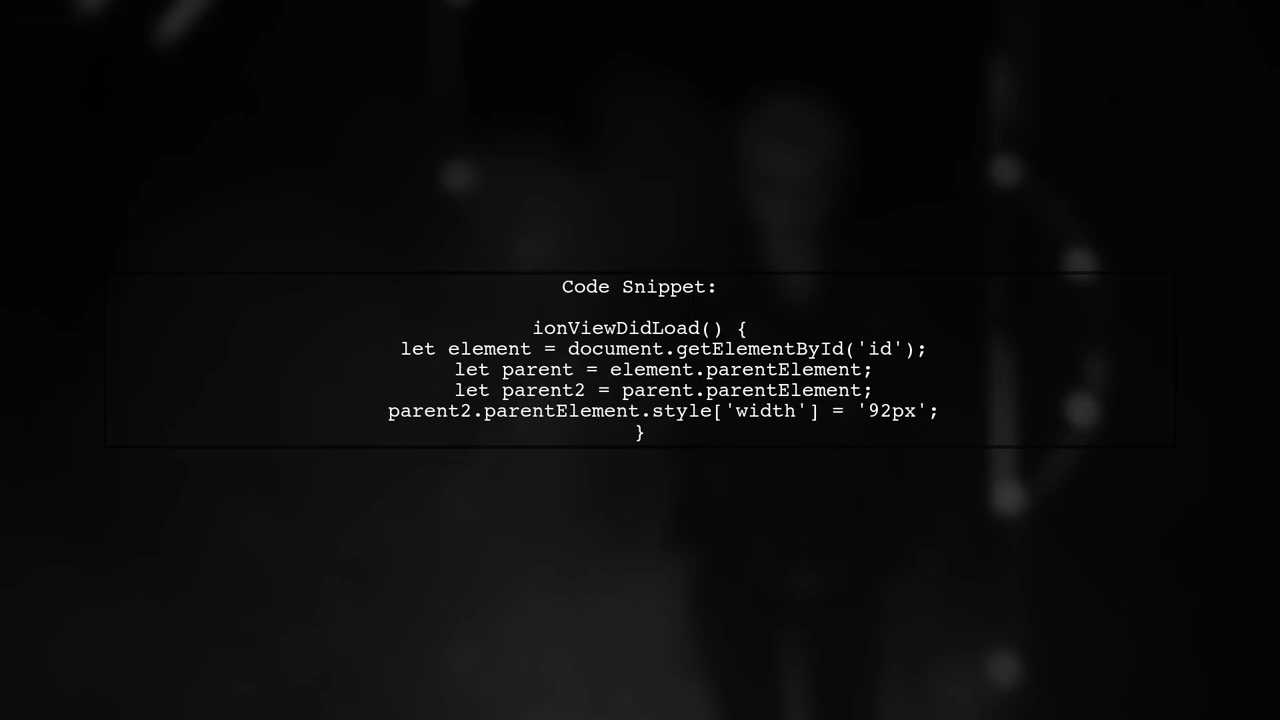 Code Snippet:
ionViewDidLoad() {
let element = document.getElementById('id');
let parent = element.parentElement;
let parent2 = parent.parentElement;
parent2.parentElement.style['width'] = '92px';
}